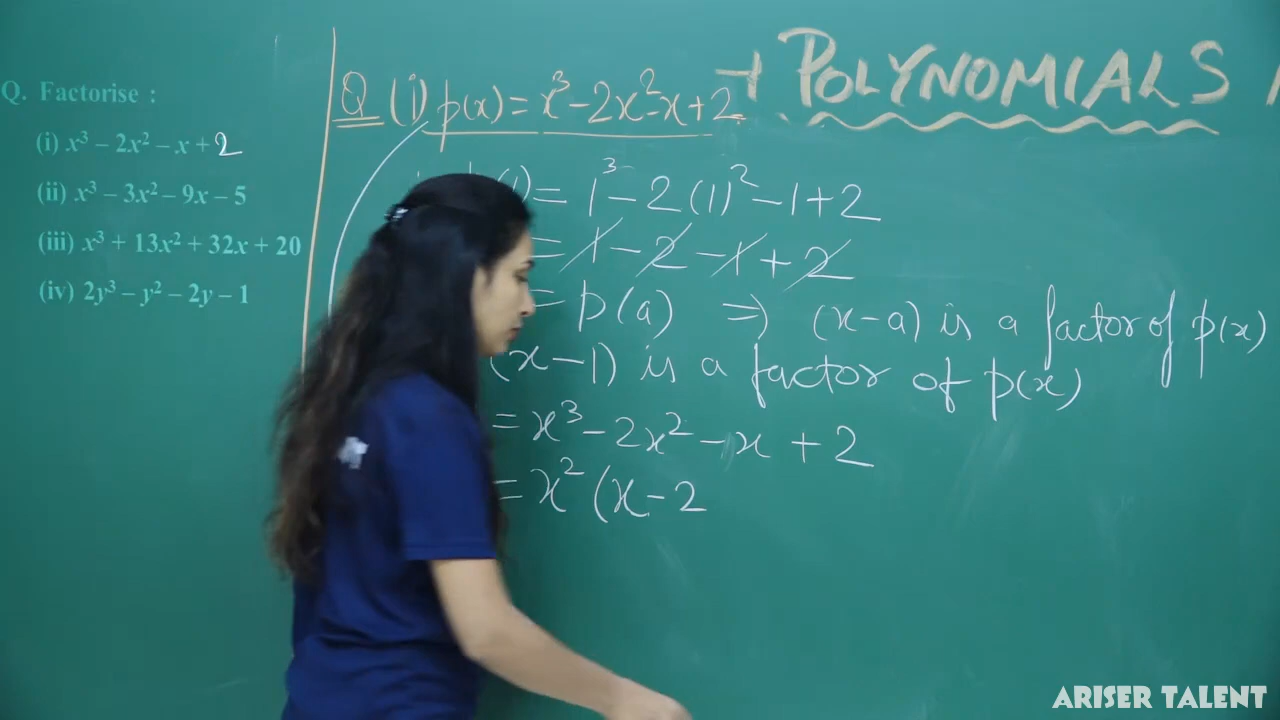 Q. Factorise :
(i) x³ – 2x² – x + 2
(ii) x³ – 3x² – 9x – 5
(iii) x³ + 13x² + 32x + 20
(iv) 2y³ – y² – 2y – 1
POLYNOMIALS
Q (i) p(x) = x³ - 2x² - x + 2
(1) = 1³ - 2(1)² - 1 + 2
= 1 - 2 - 1 + 2
= p(a) ⇒ (x-a) is a factor of p(x)
(x-1) is a factor of p(x)
= x³ - 2x² - x + 2
= x² (x - 2
ARISER TALENT